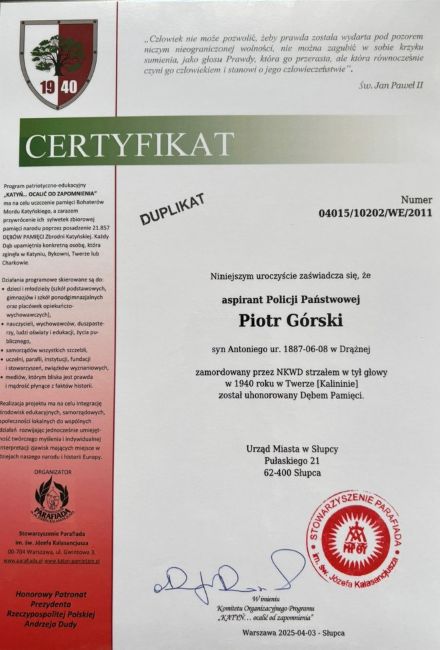 „Człowiek nie może pozwolić, żeby prawda została wydarta pod pozorem
niczym nieograniczonej wolności, nie można zagubić w sobie krzyku
sumienia, jako głosu Prawdy, która go przerasta, ale która równocześnie
czyni go człowiekiem i stanowi o jego człowieczeństwie”.
Św. Jan Paweł II
19 40
CERTYFIKAT
DUPLIKAT
Numer
04015/10202/WE/2011
Program patriotyczno-edukacyjny
„KATYŃ... OCALIĆ OD ZAPOMNIENIA”
ma na celu uczczenie pamięci Bohaterów
Mordu Katyńskiego, a zarazem
przywrócenie ich sylwetek zbiorowej
pamięci narodu poprzez posadzenie 21.857
DĘBÓW PAMIĘCI Zbrodni Katyńskiej. Każdy
Dąb upamiętnia konkretną osobę, która
zginęła w Katyniu, Bykowni, Twerze lub
Charkowie.
Działania programowe skierowane są do:
• dzieci i młodzieży (szkół podstawowych,
gimnazjów i szkół ponadgimnazjalnych
oraz placówek opiekuńczo-
wychowawczych),
• nauczycieli, wychowawców, duszpaste-
rzy, ludzi oświaty i edukacji, życia pu-
blicznego,
• samorządów wszystkich szczebli,
• uczelni, parafii, instytucji, fundacji
i stowarzyszeń, związków wyznaniowych,
• mediów, którym bliska jest prawda
i mądrość płynące z faktów historii.
Realizacja projektu ma na celu integrację
środowisk edukacyjnych, samorządowych,
społeczności lokalnych do wspólnych
działań rozwijając jednocześnie umiejęt-
ność twórczego myślenia i indywidualnej
interpretacji zjawisk mających miejsce w
dziejach naszego narodu i historii Europy.
ORGANIZATOR
PARAFIADA
Stowarzyszenie Parafiada
im. św. Józefa Kalasancjusza
00-704 Warszawa, ul. Gwintowa 3
www.parafiada.pl www.katyn-pamietam.pl
Honorowy Patronat
Prezydenta
Rzeczypospolitej Polskiej
Andrzeja Dudy
Niniejszym uroczyście zaświadcza się, że
aspirant Policji Państwowej
Piotr Górski
syn Antoniego ur. 1887-06-08 w Drążnej
zamordowany przez NKWD strzałem w tył głowy
w 1940 roku w Twerze [Kalininie]
został uhonorowany Dębem Pamięci.
Urząd Miasta w Słupcy
Pułaskiego 21
62-400 Słupca
STOWARZYSZENIE PARAFIADA
im. św. Józefa Kalasancjusza
W imieniu
Komitetu Organizacyjnego Programu
„KATYŃ... ocalić od zapomnienia”
Warszawa 2025-04-03 - Słupca